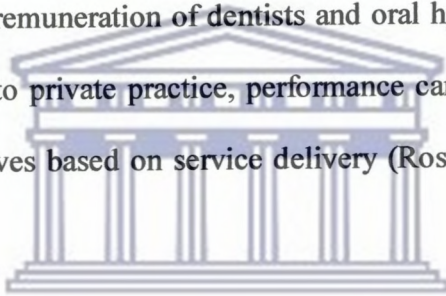 remuneration of dentists and oral h
to private practice, performance ca
ves based on service delivery (Ros